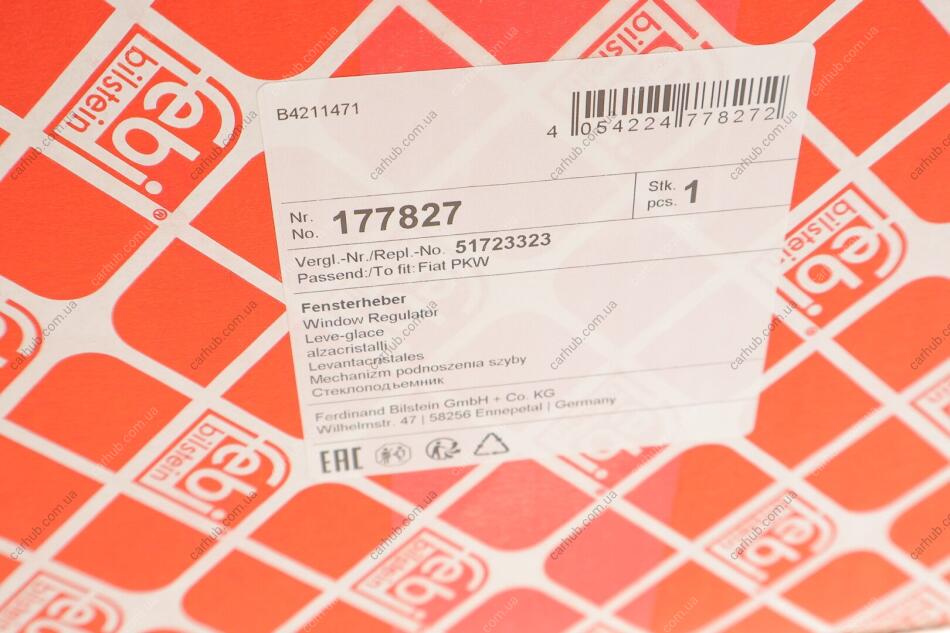 febi
bilstein
B4211471
4 054224 778272
Nr.
No. 177827
Stk.
pcs. 1
Vergl.-Nr./Repl.-No. 51723323
Passend:/To fit: Fiat PKW
Fensterheber
Window Regulator
Leve-glace
alzacristalli
Levantacristales
Mechanizm podnoszenia szyby
Стеклоподъемник
Ferdinand Bilstein GmbH + Co. KG
Wilhelmstr. 47 | 58256 Ennepetal | Germany
EAC
carhub.com.ua